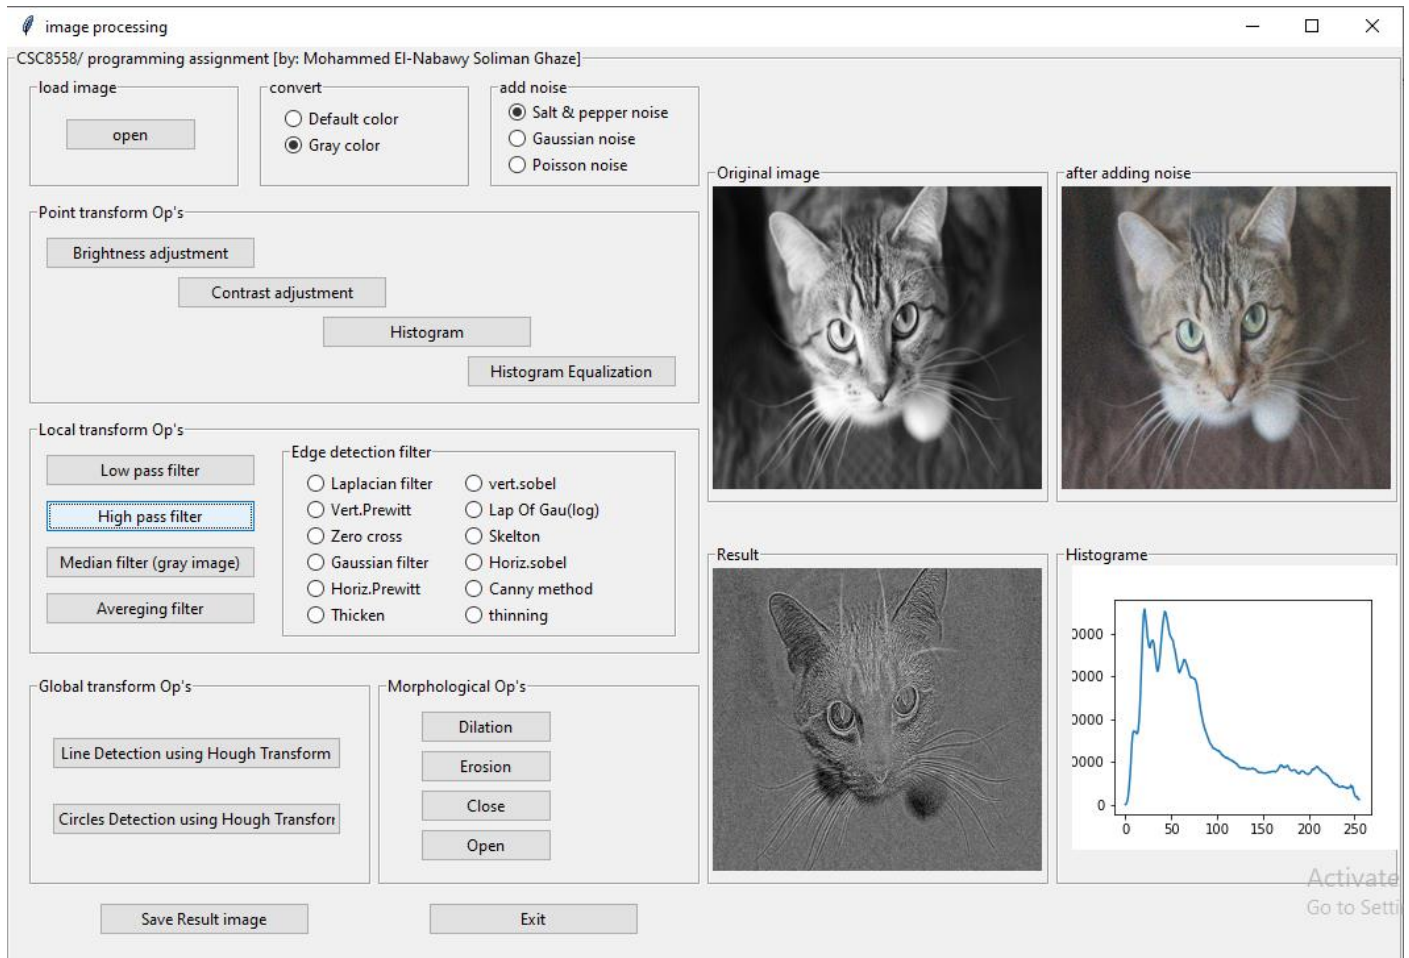 image processing
CSC8558/ programming assignment [by: Mohammed El-Nabawy Soliman Ghaze]
load image
open
convert
Default color
Gray color
add noise
Salt & pepper noise
Gaussian noise
Poisson noise
Point transform Op's
Brightness adjustment
Contrast adjustment
Histogram
Histogram Equalization
Local transform Op's
Low pass filter
High pass filter
Median filter (gray image)
Avereging filter
Edge detection filter
Laplacian filter
Vert.Prewitt
Zero cross
Gaussian filter
Horiz.Prewitt
Thicken
vert.sobel
Lap Of Gau(log)
Skelton
Horiz.sobel
Canny method
thinning
Global transform Op's
Line Detection using Hough Transform
Circles Detection using Hough Transforr
Morphological Op's
Dilation
Erosion
Close
Open
Save Result image
Exit
Original image
after adding noise
Result
Histograme
0000
0000
0000
0000
0
0 50 100 150 200 250
Activate
Go to Setti